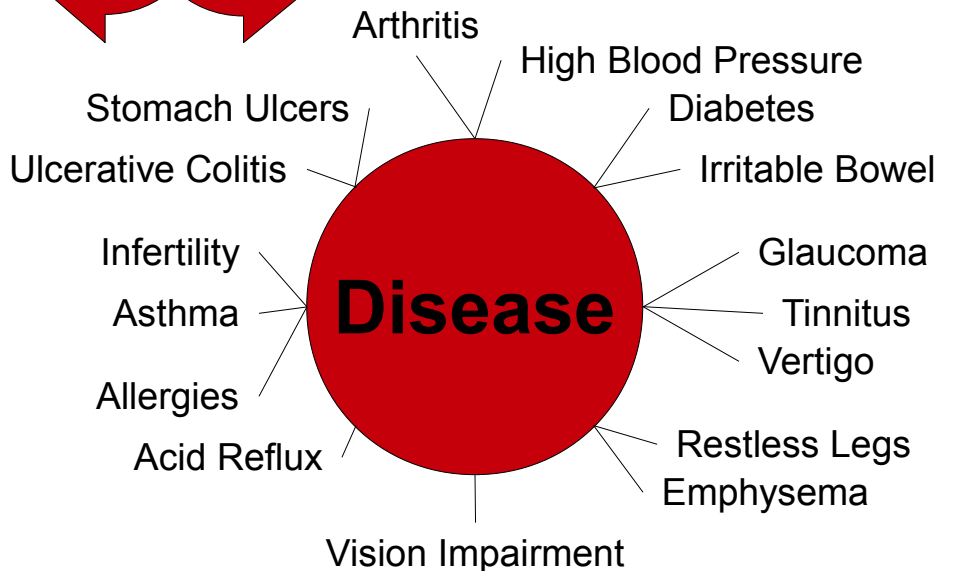 Arthritis
High Blood Pressure
Stomach Ulcers
Diabetes
Ulcerative Colitis
Irritable Bowel
Infertility
Glaucoma
Disease
Asthma
Tinnitus
Vertigo
Allergies
Acid Reflux
Restless Legs
Emphysema
Vision Impairment